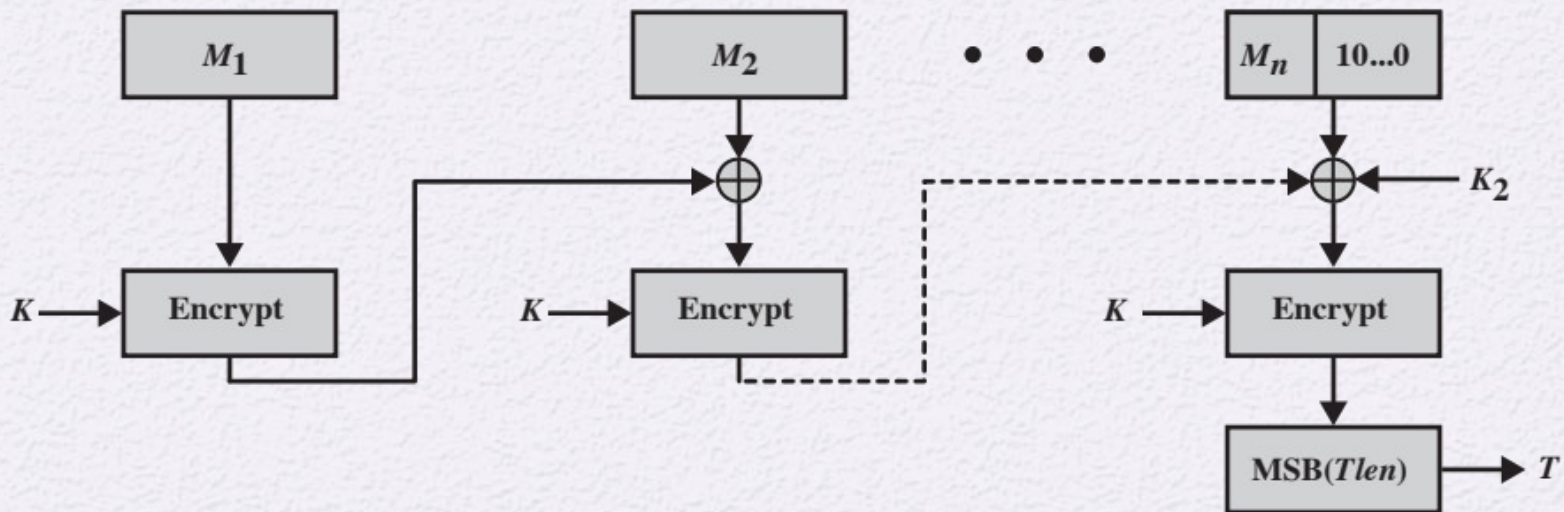 M1 M2 Mn 10...0
K2
K Encrypt K Encrypt K Encrypt
MSB(Tlen) T